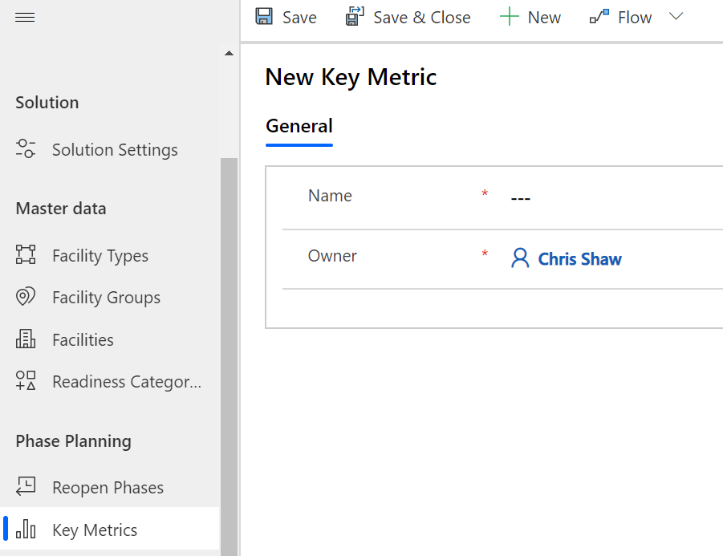 Save
Save & Close
New
Flow
New Key Metric
General
Name * ---
Owner * Chris Shaw
Solution
Solution Settings
Master data
Facility Types
Facility Groups
Facilities
Readiness Categor...
Phase Planning
Reopen Phases
Key Metrics